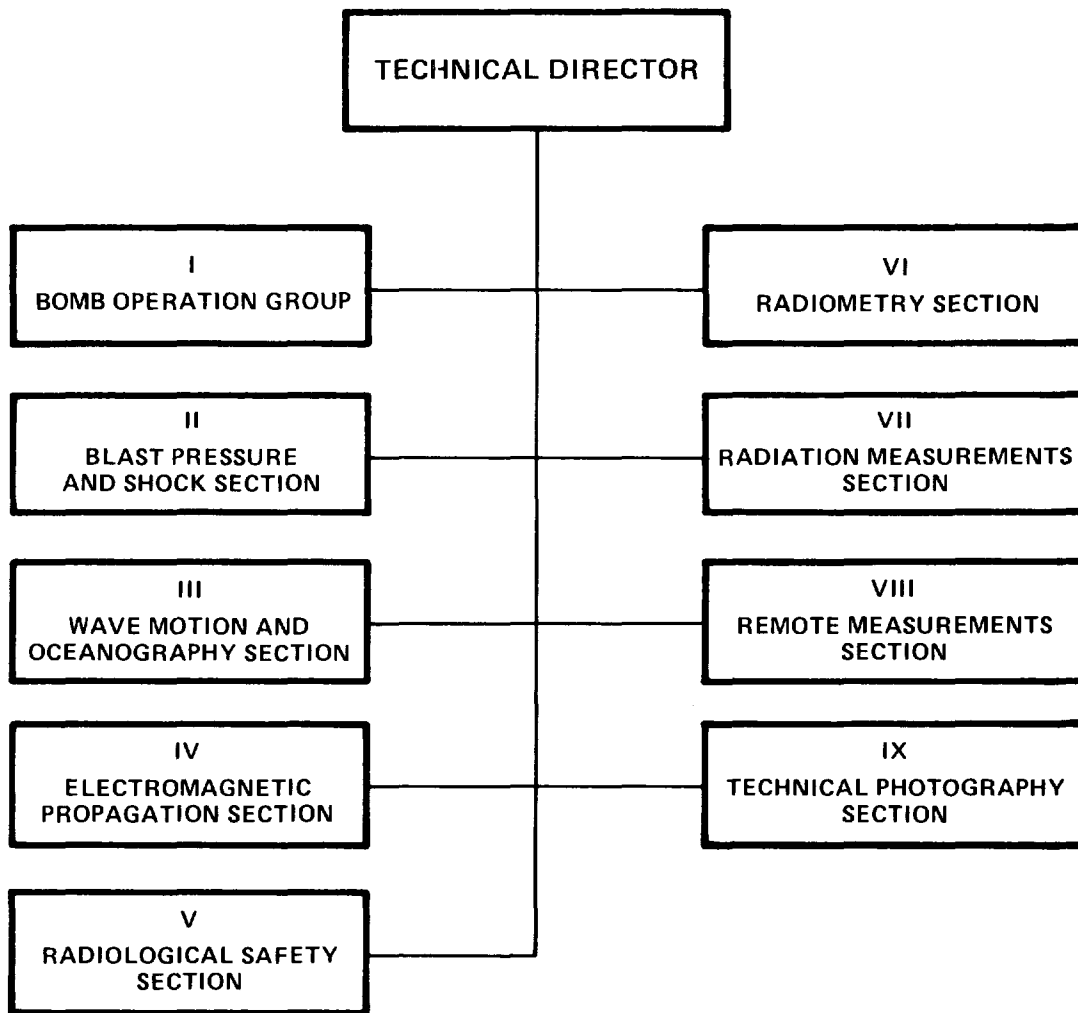 TECHNICAL DIRECTOR
I
BOMB OPERATION GROUP
II
BLAST PRESSURE
AND SHOCK SECTION
III
WAVE MOTION AND
OCEANOGRAPHY SECTION
IV
ELECTROMAGNETIC
PROPAGATION SECTION
V
RADIOLOGICAL SAFETY
SECTION
VI
RADIOMETRY SECTION
VII
RADIATION MEASUREMENTS
SECTION
VIII
REMOTE MEASUREMENTS
SECTION
IX
TECHNICAL PHOTOGRAPHY
SECTION